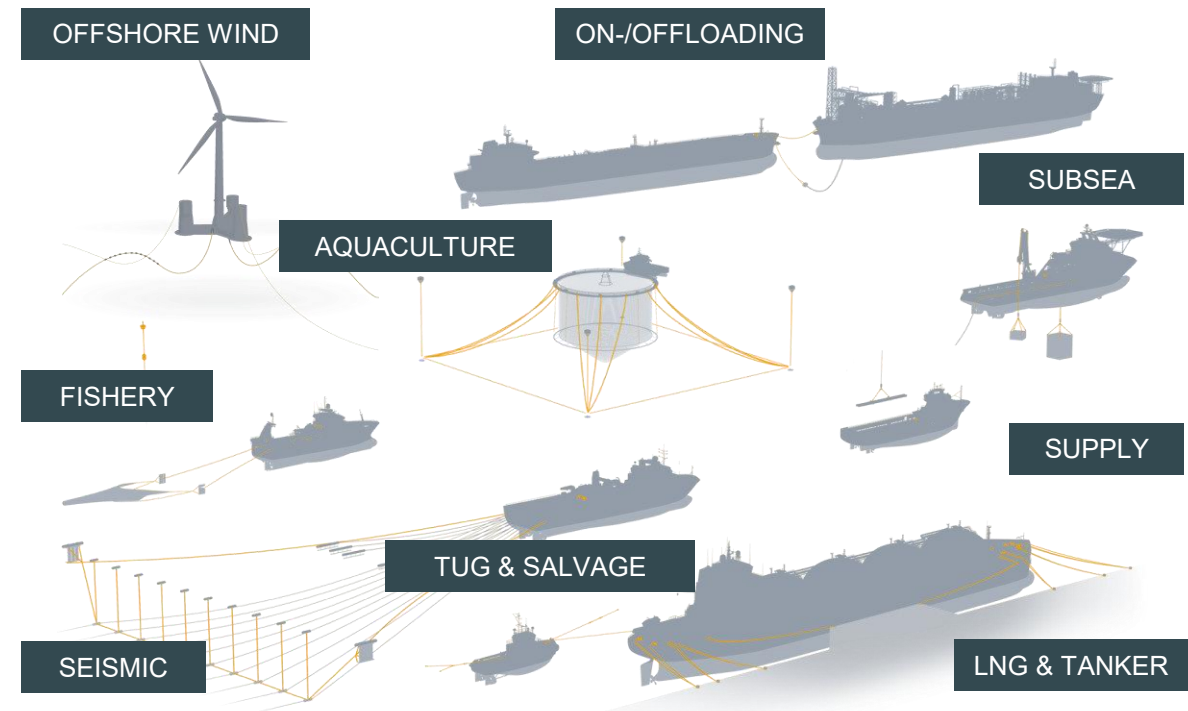 OFFSHORE WIND
ON-/OFFLOADING
SUBSEA
AQUACULTURE
FISHERY
SUPPLY
TUG & SALVAGE
SEISMIC
LNG & TANKER